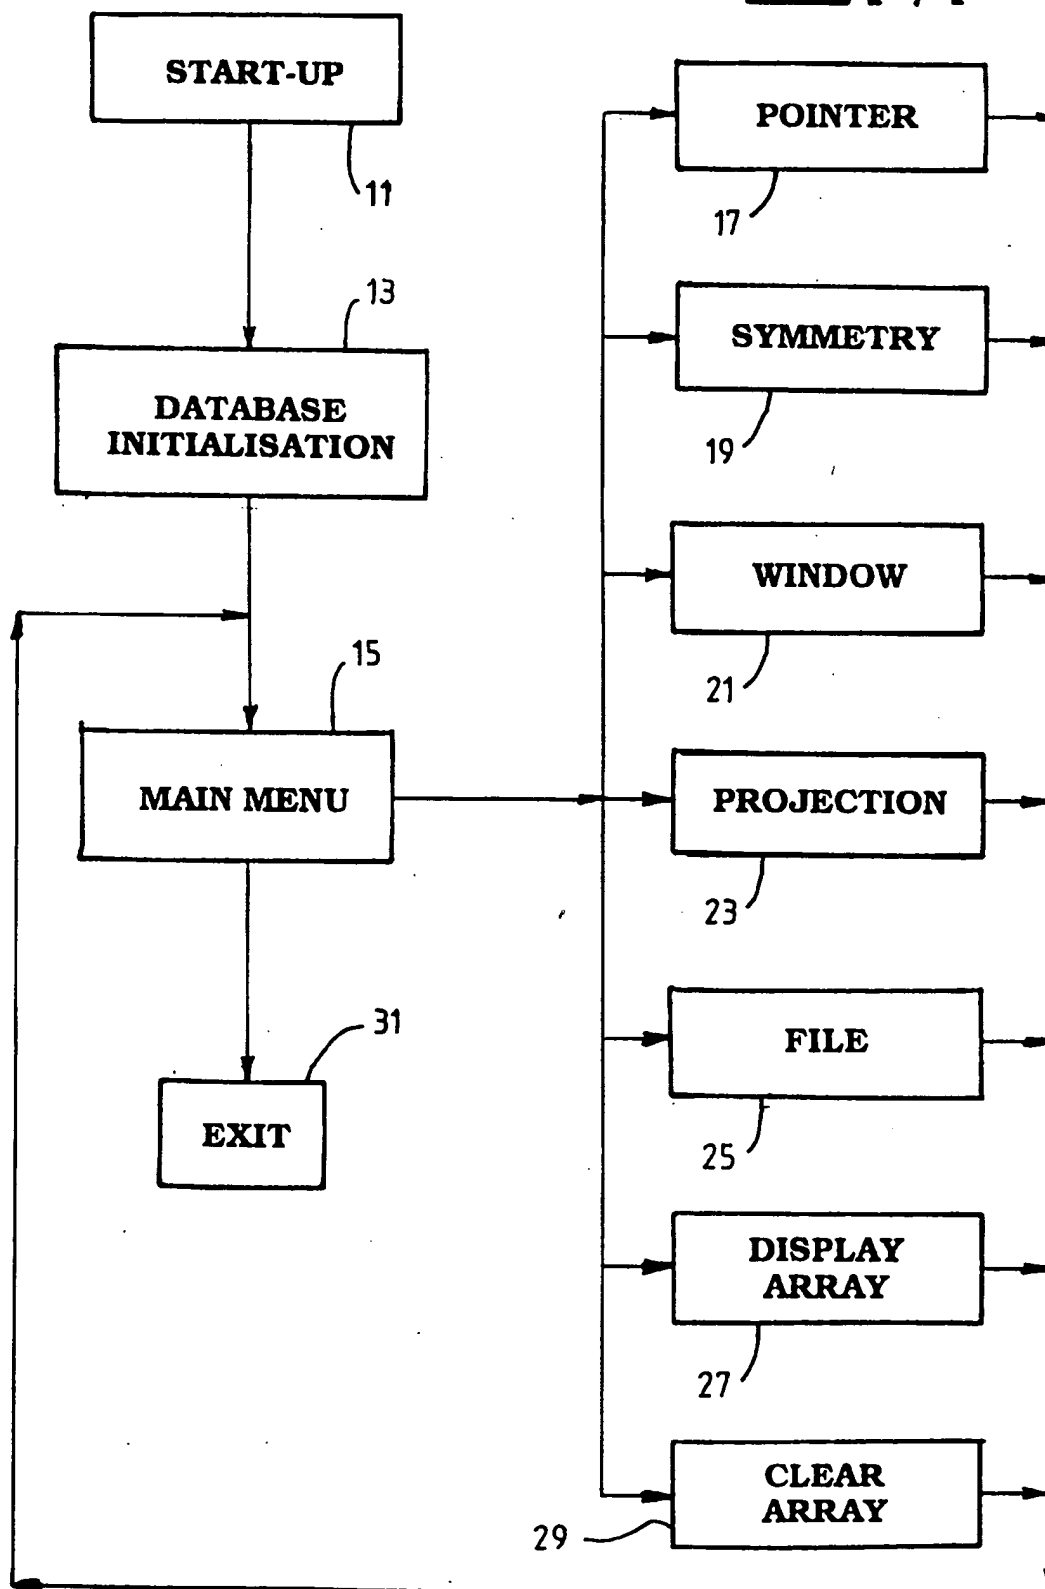 START-UP
11
13
DATABASE
INITIALISATION
15
MAIN MENU
31
EXIT
POINTER
17
SYMMETRY
19
WINDOW
21
PROJECTION
23
FILE
25
DISPLAY
ARRAY
27
CLEAR
ARRAY
29